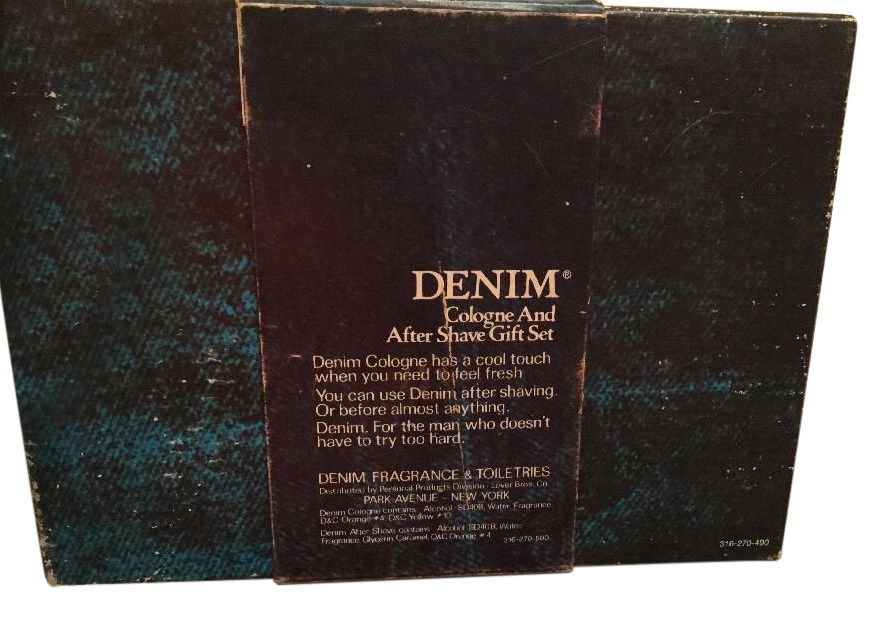 DENIM®
Cologne And
After Shave Gift Set
Denim Cologne has a cool touch
when you need to feel fresh
You can use Denim after shaving.
Or before almost anything.
Denim. For the man who doesn't
have to try too hard.
DENIM FRAGRANCE & TOILETRIES
Distributed by Personal Products Division - Lever Bros. Co.
PARK AVENUE - NEW YORK
Denim Cologne contains: Alcohol SD40B, Water, Fragrance,
D&C Orange #4, D&C Yellow #10
Denim After Shave contains: Alcohol SD40B, Water,
Fragrance, Glycerin, Caramel, D&C Orange #4
316-270-500
316-270-490